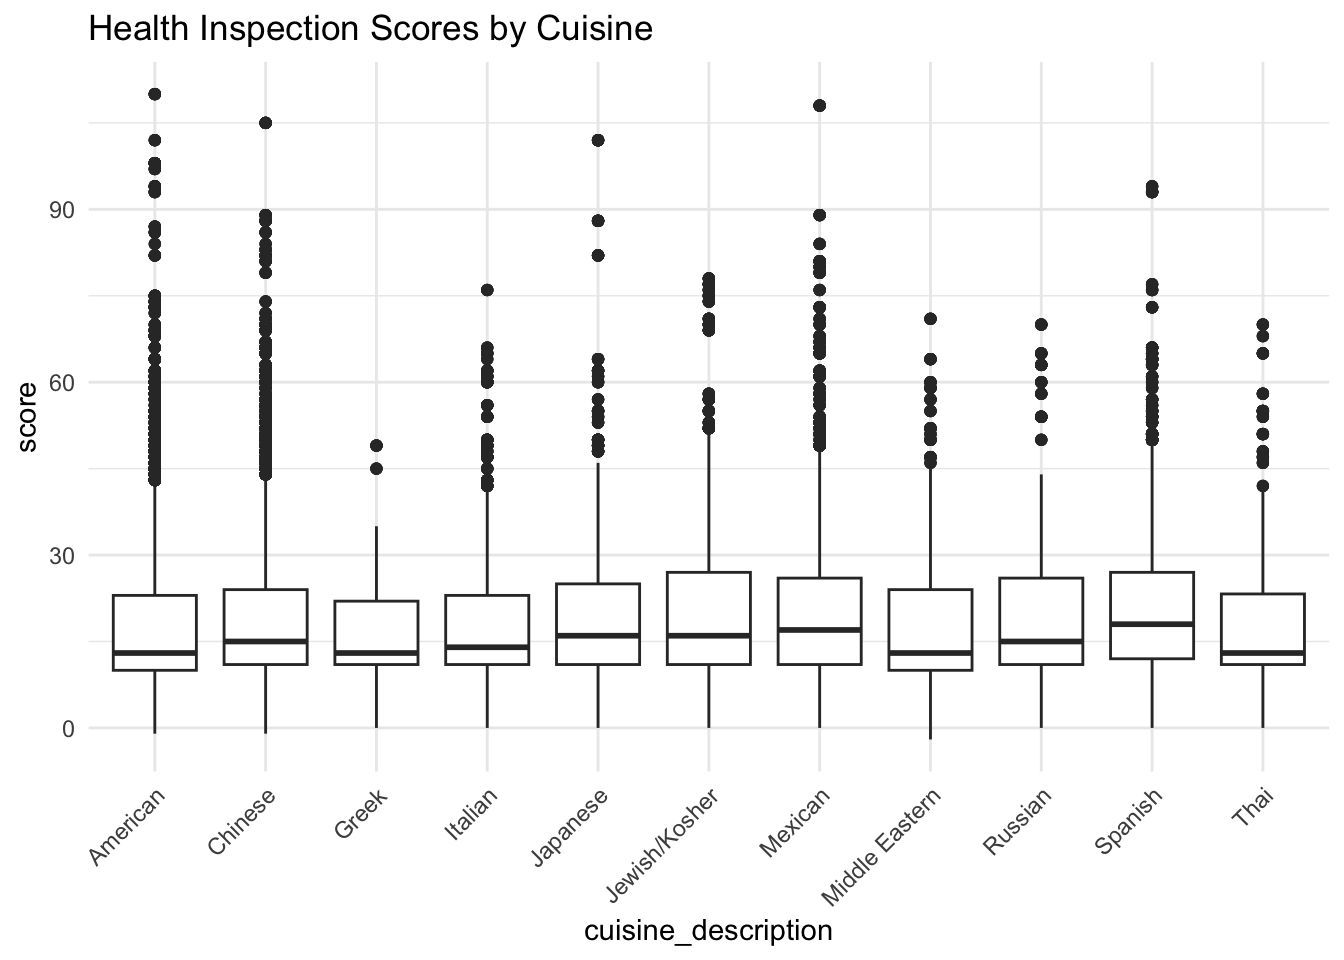 Health Inspection Scores by Cuisine
90
60
30
0
score
American
Chinese
Greek
Italian
Japanese
Jewish/Kosher
Mexican
Middle Eastern
Russian
Spanish
Thai
cuisine_description